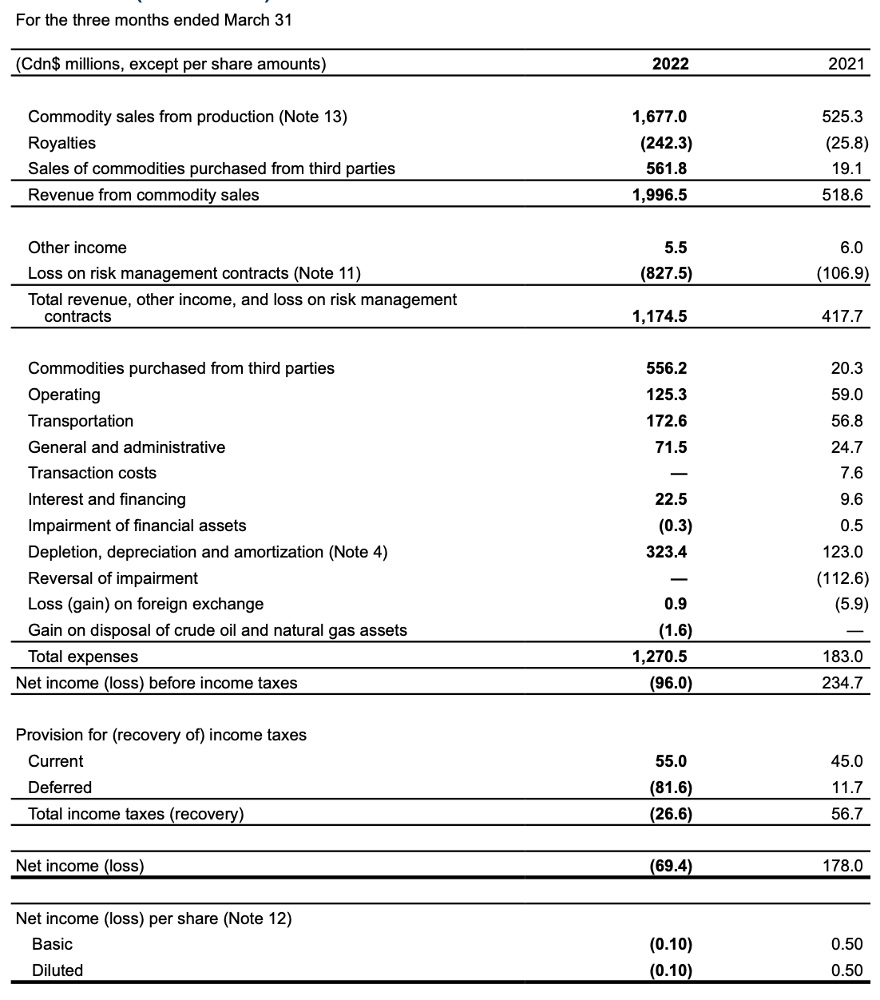 For the three months ended March 31
(Cdn$ millions, except per share amounts) 2022 2021
Commodity sales from production (Note 13) 1,677.0 525.3
Royalties (242.3) (25.8)
Sales of commodities purchased from third parties 561.8 19.1
Revenue from commodity sales 1,996.5 518.6
Other income 5.5 6.0
Loss on risk management contracts (Note 11) (827.5) (106.9)
Total revenue, other income, and loss on risk management
contracts 1,174.5 417.7
Commodities purchased from third parties 556.2 20.3
Operating 125.3 59.0
Transportation 172.6 56.8
General and administrative 71.5 24.7
Transaction costs — 7.6
Interest and financing 22.5 9.6
Impairment of financial assets (0.3) 0.5
Depletion, depreciation and amortization (Note 4) 323.4 123.0
Reversal of impairment — (112.6)
Loss (gain) on foreign exchange 0.9 (5.9)
Gain on disposal of crude oil and natural gas assets (1.6) —
Total expenses 1,270.5 183.0
Net income (loss) before income taxes (96.0) 234.7
Provision for (recovery of) income taxes
Current 55.0 45.0
Deferred (81.6) 11.7
Total income taxes (recovery) (26.6) 56.7
Net income (loss) (69.4) 178.0
Net income (loss) per share (Note 12)
Basic (0.10) 0.50
Diluted (0.10) 0.50